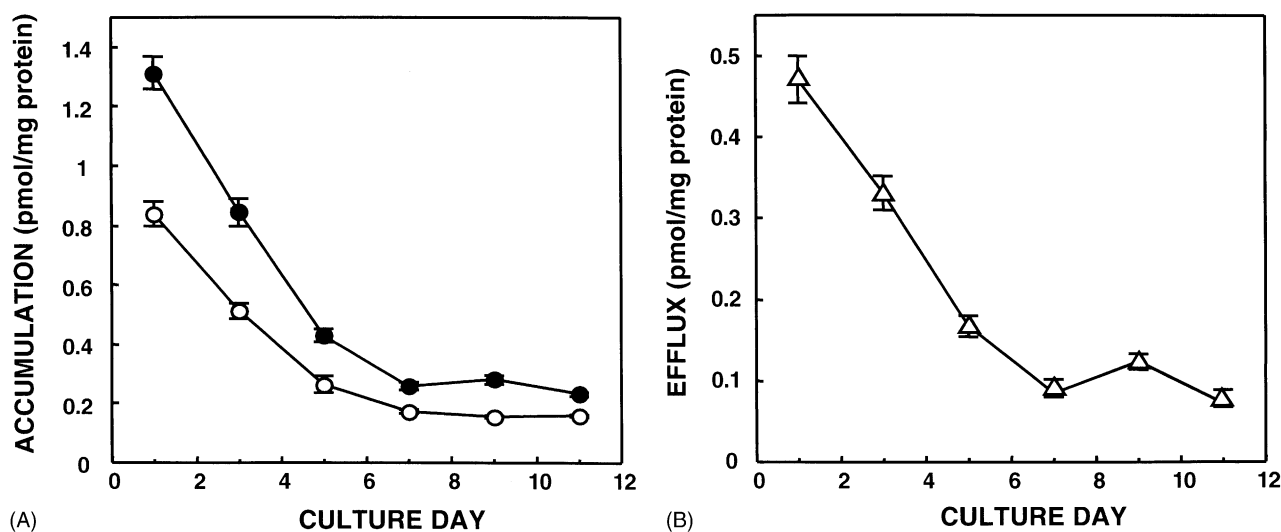 ACCUMULATION (pmol/mg protein)
1.4
1.2
1
0.8
0.6
0.4
0.2
0
0 2 4 6 8 10 12
CULTURE DAY
(A)
EFFLUX (pmol/mg protein)
0.5
0.4
0.3
0.2
0.1
0
0 2 4 6 8 10 12
CULTURE DAY
(B)